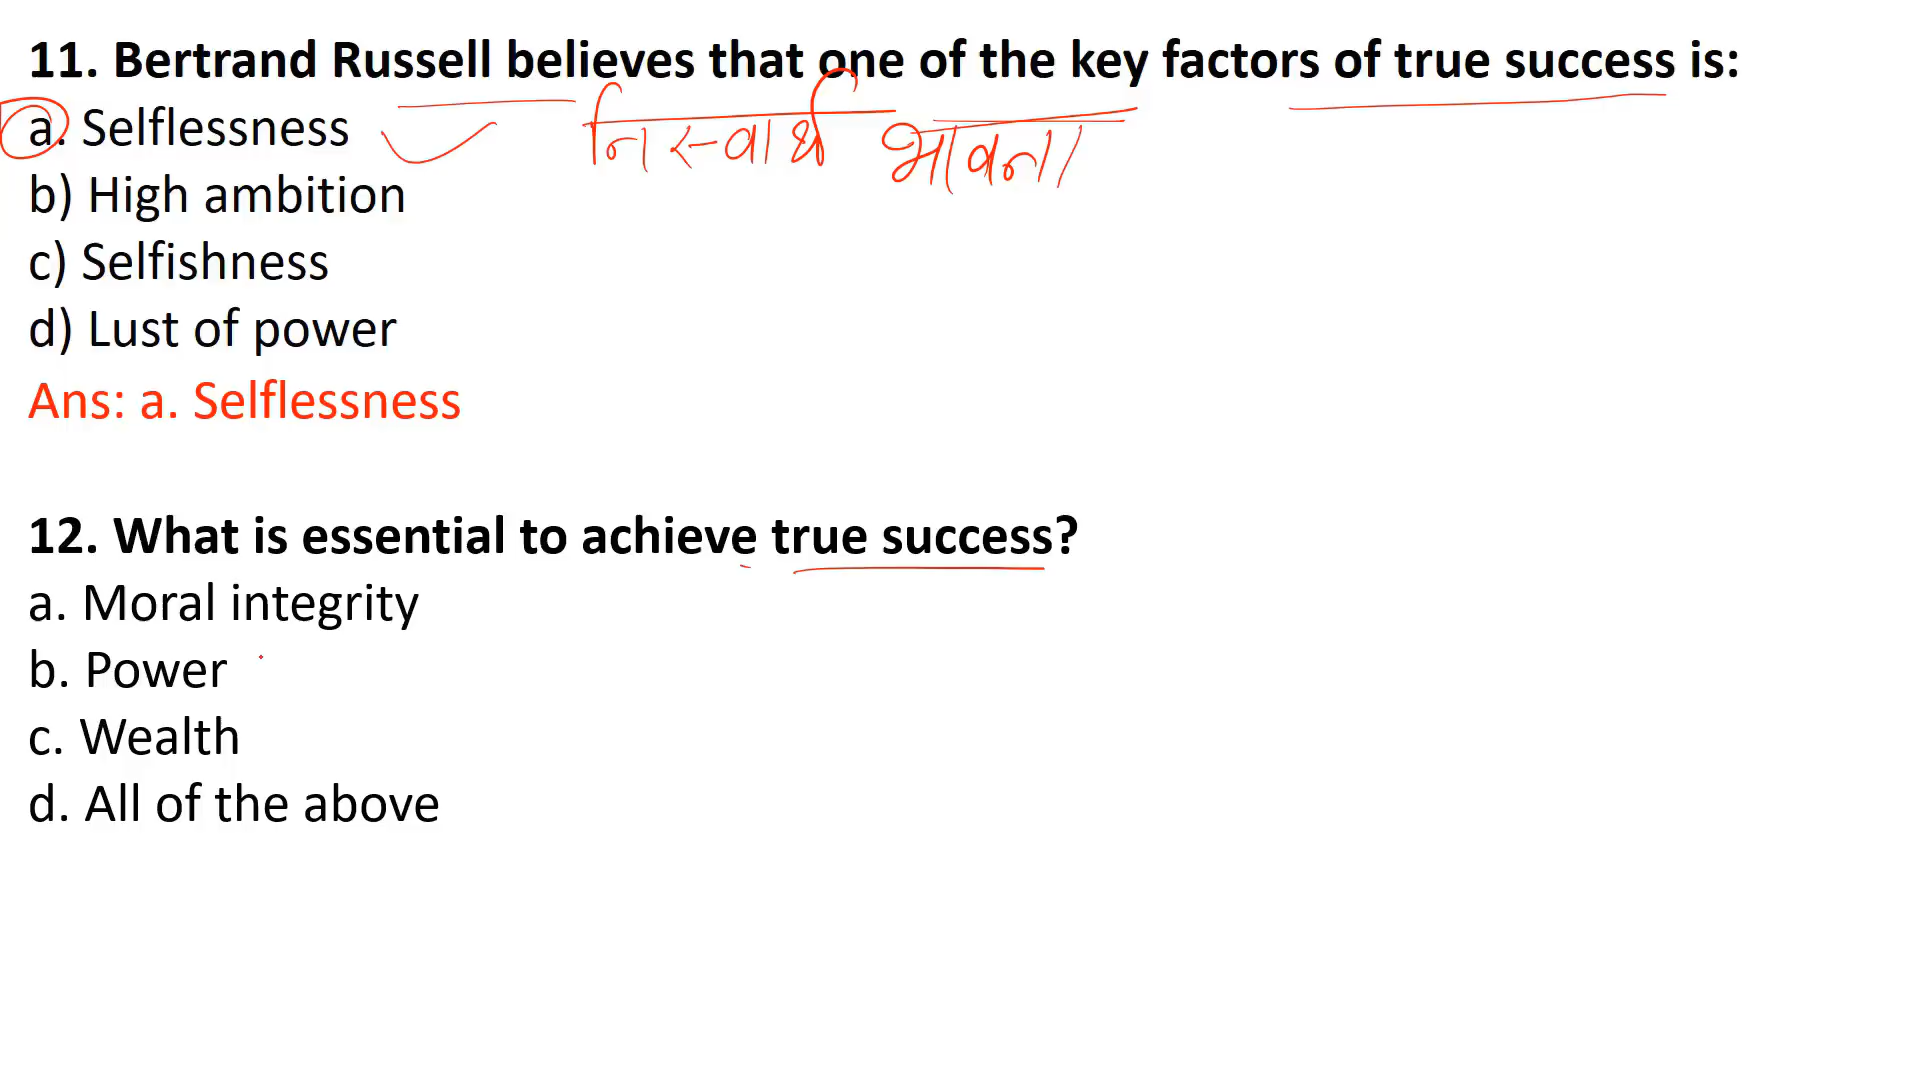 11. Bertrand Russell believes that one of the key factors of true success is:
a. Selflessness निस्वार्थ भावना
b) High ambition
c) Selfishness
d) Lust of power
Ans: a. Selflessness
12. What is essential to achieve true success?
a. Moral integrity
b. Power
c. Wealth
d. All of the above